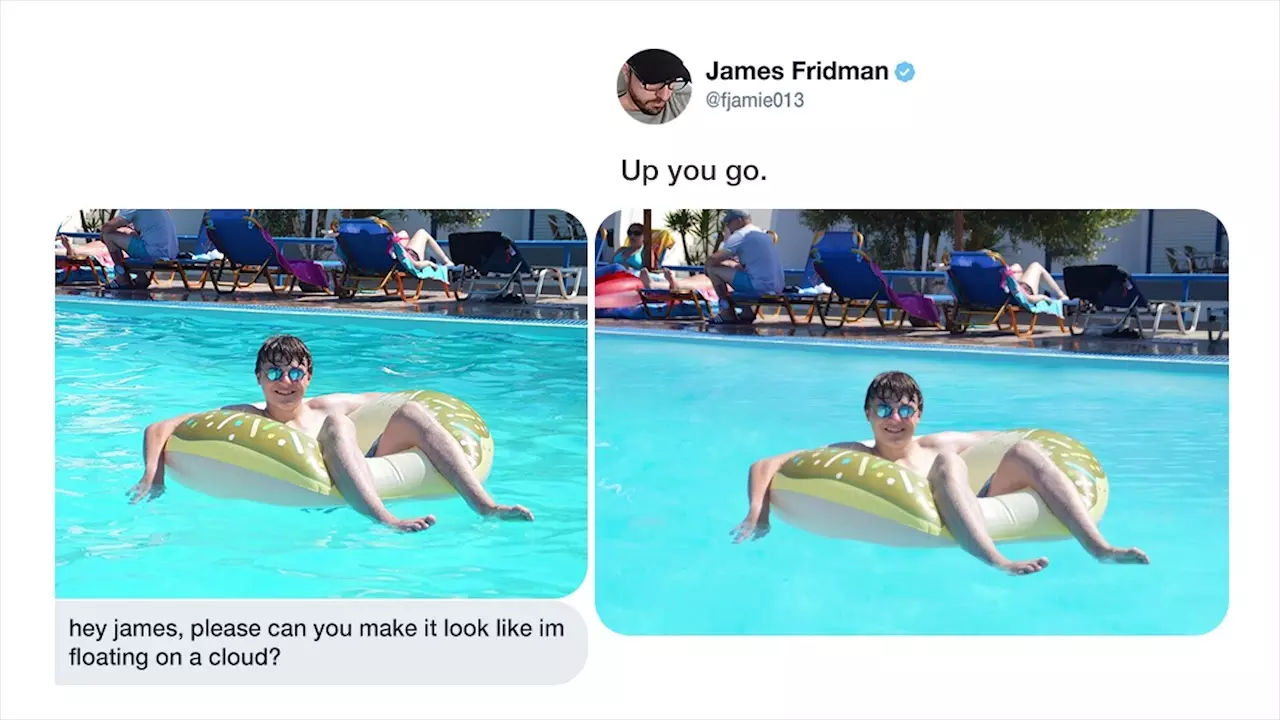 James Fridman
@fjamie013
Up you go.
hey james, please can you make it look like im
floating on a cloud?